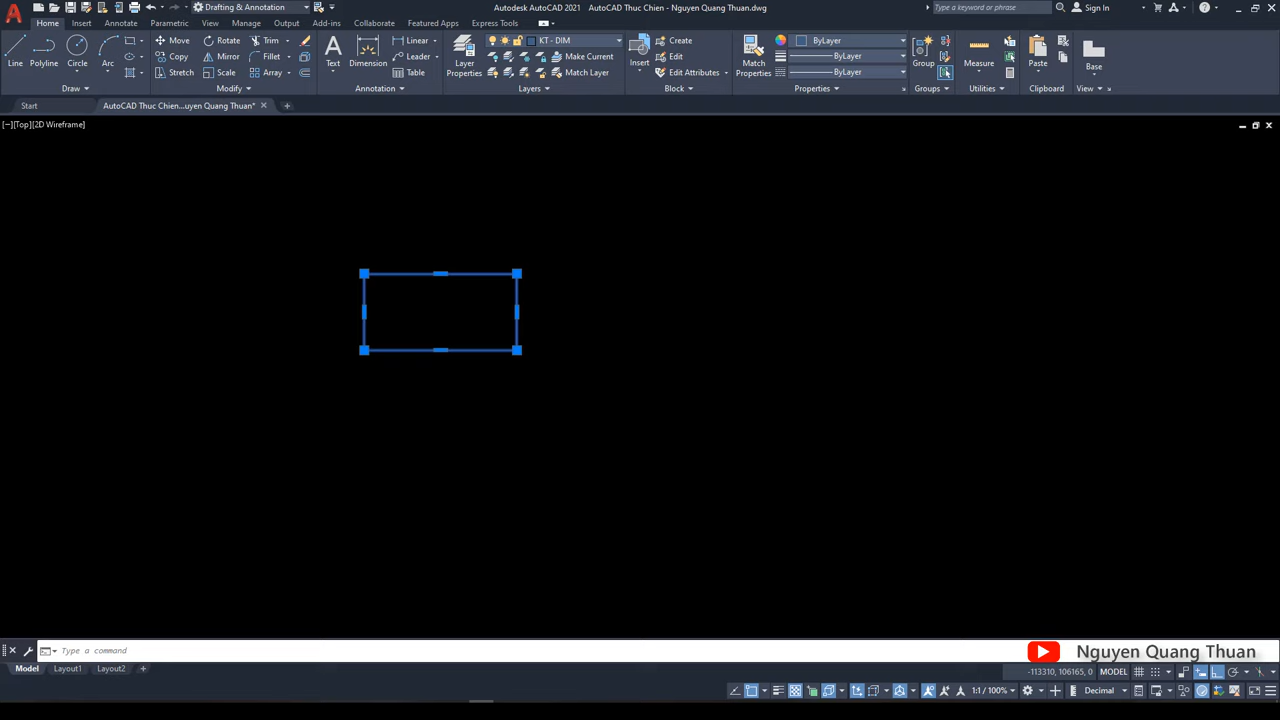 Autodesk AutoCAD 2021 AutoCAD Thuc Chien - Nguyen Quang Thuan.dwg
Drafting & Annotation
Type a keyword or phrase
Sign In
Home Insert Annotate Parametric View Manage Output Add-ins Collaborate Featured Apps Express Tools
Line
Polyline
Circle
Arc
Move
Rotate
Trim
Copy
Mirror
Fillet
Stretch
Scale
Array
Text
Dimension
Linear
Leader
Table
Layer
Properties
KT - DIM
Make Current
Match Layer
Insert
Create
Edit
Edit Attributes
Match
Properties
ByLayer
ByLayer
ByLayer
Group
Measure
Paste
Base
Draw
Modify
Annotation
Layers
Block
Properties
Groups
Utilities
Clipboard
View
Start
AutoCAD Thuc Chien...uyen Quang Thuan*
[−][Top][2D Wireframe]
Type a command
Nguyen Quang Thuan
Model Layout1 Layout2
-113310, 106165, 0 MODEL
1:1 / 100%
Decimal